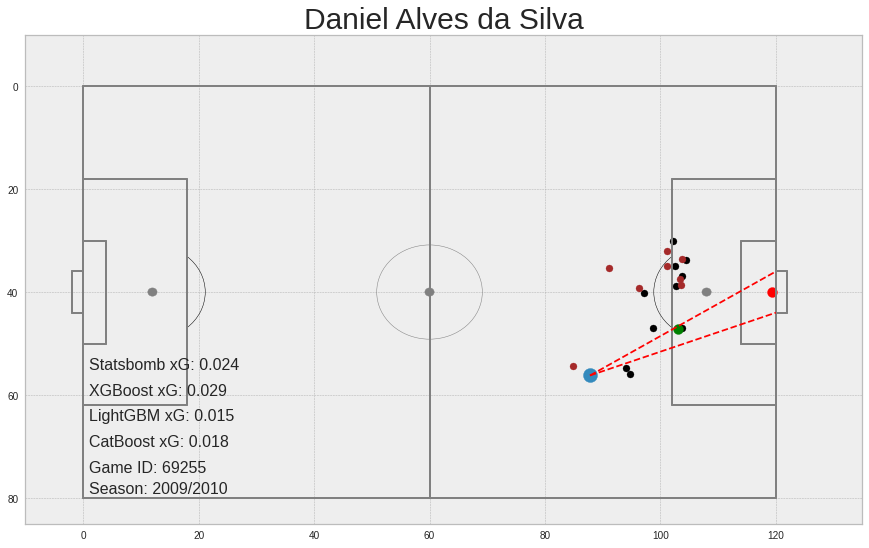 Daniel Alves da Silva
0
20
40
60
80
Statsbomb xG: 0.024
XGBoost xG: 0.029
LightGBM xG: 0.015
CatBoost xG: 0.018
Game ID: 69255
Season: 2009/2010
0 20 40 60 80 100 120